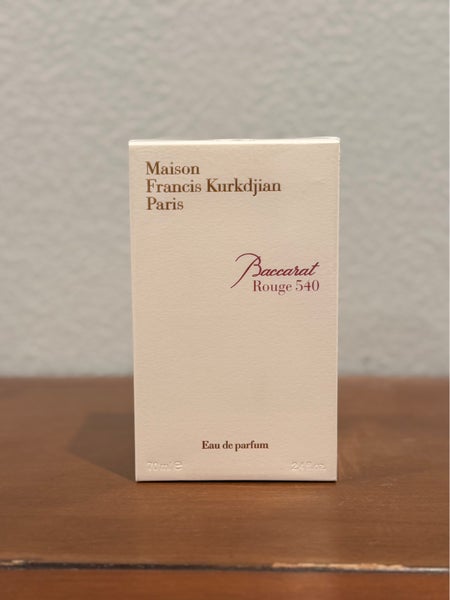 Maison
Francis Kurkdjian
Paris
Baccarat
Rouge 540
Eau de parfum
70 ml ℮ 2.4 fl.oz.